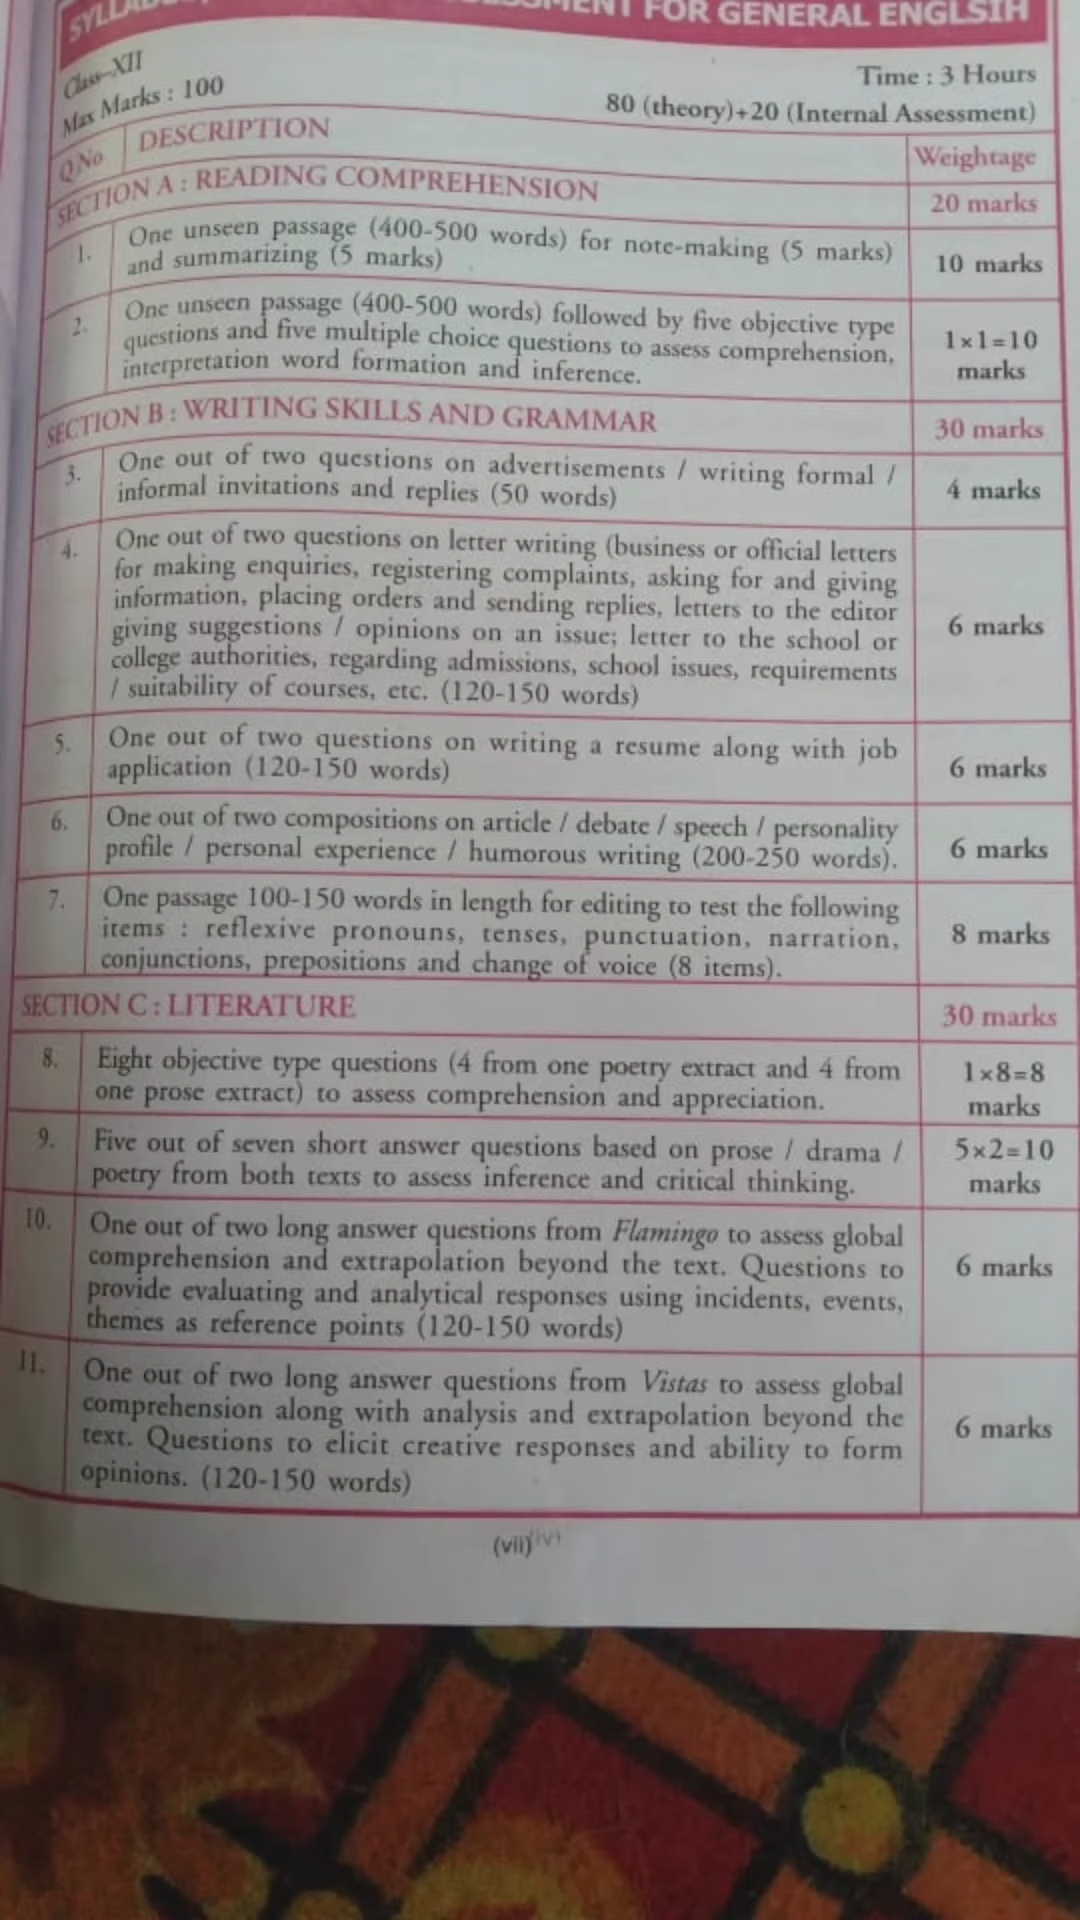 SSMENT FOR GENERAL ENGLSIH
Class–XII
Time : 3 Hours
Max Marks : 100
80 (theory)+20 (Internal Assessment)
Q.No DESCRIPTION Weightage
SECTION A : READING COMPREHENSION 20 marks
1. One unseen passage (400-500 words) for note-making (5 marks)
and summarizing (5 marks)
10 marks
2. One unseen passage (400-500 words) followed by five objective type
questions and five multiple choice questions to assess comprehension,
interpretation word formation and inference.
1×1=10
marks
SECTION B : WRITING SKILLS AND GRAMMAR 30 marks
3. One out of two questions on advertisements / writing formal /
informal invitations and replies (50 words)
4 marks
4. One out of two questions on letter writing (business or official letters
for making enquiries, registering complaints, asking for and giving
information, placing orders and sending replies, letters to the editor
giving suggestions / opinions on an issue; letter to the school or
college authorities, regarding admissions, school issues, requirements
/ suitability of courses, etc. (120-150 words)
6 marks
5. One out of two questions on writing a resume along with job
application (120-150 words)
6 marks
6. One out of two compositions on article / debate / speech / personality
profile / personal experience / humorous writing (200-250 words).
6 marks
7. One passage 100-150 words in length for editing to test the following
items : reflexive pronouns, tenses, punctuation, narration,
conjunctions, prepositions and change of voice (8 items).
8 marks
SECTION C : LITERATURE 30 marks
8. Eight objective type questions (4 from one poetry extract and 4 from
one prose extract) to assess comprehension and appreciation.
1×8=8
marks
9. Five out of seven short answer questions based on prose / drama /
poetry from both texts to assess inference and critical thinking.
5×2=10
marks
10. One out of two long answer questions from Flamingo to assess global
comprehension and extrapolation beyond the text. Questions to
provide evaluating and analytical responses using incidents, events,
themes as reference points (120-150 words)
6 marks
11. One out of two long answer questions from Vistas to assess global
comprehension along with analysis and extrapolation beyond the
text. Questions to elicit creative responses and ability to form
opinions. (120-150 words)
6 marks
(vii)